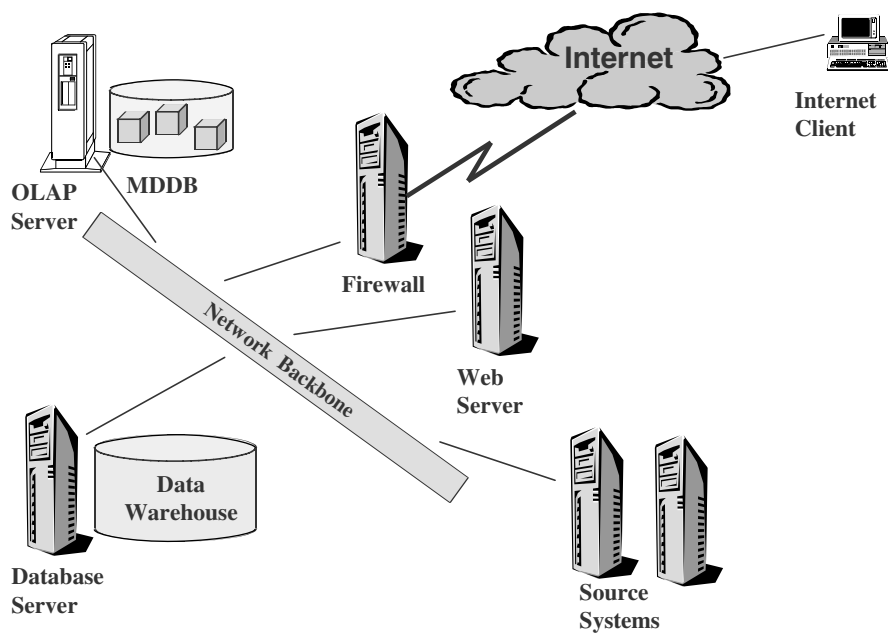 Internet
Internet
Client
OLAP
Server
MDDB
Firewall
Network Backbone
Web
Server
Data
Warehouse
Database
Server
Source
Systems